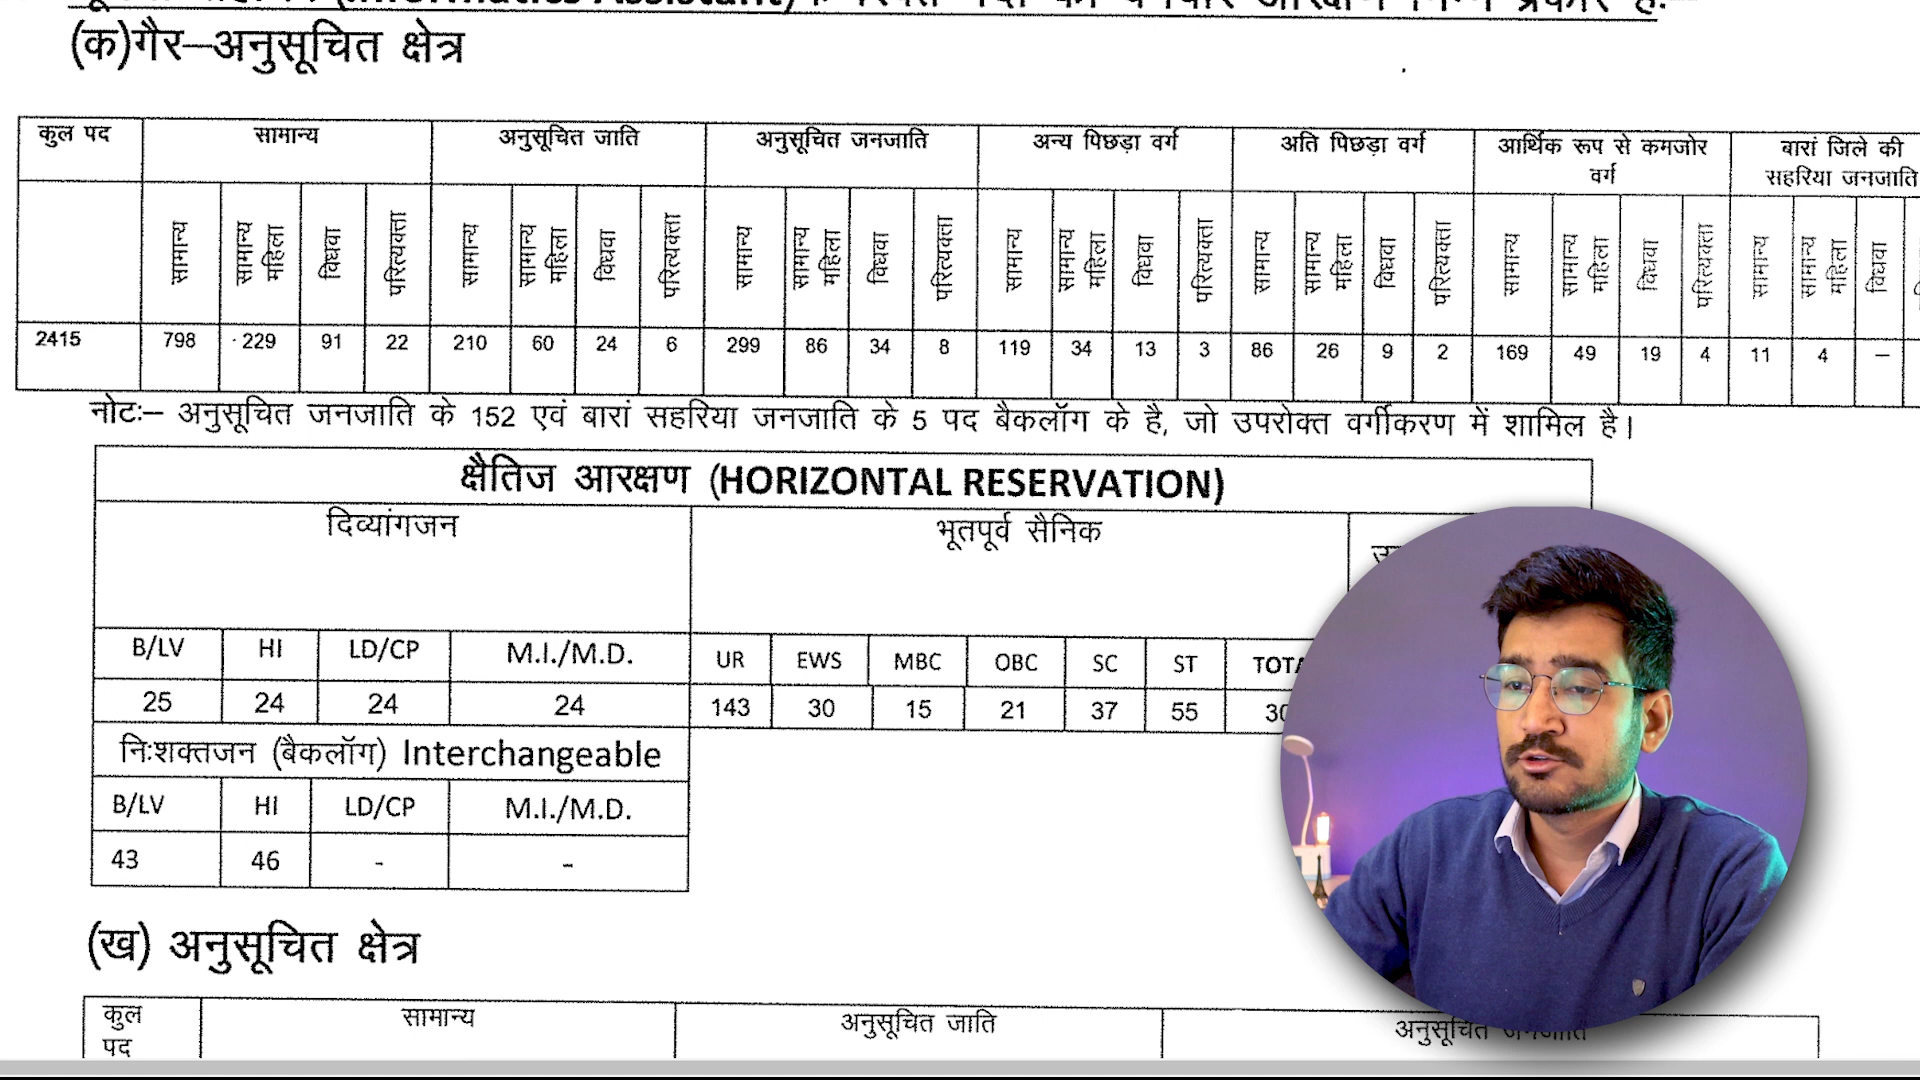 (Informatics Assistant)
(क)गैर–अनुसूचित क्षेत्र
कुल पद सामान्य अनुसूचित जाति अनुसूचित जनजाति अन्य पिछड़ा वर्ग अति पिछड़ा वर्ग आर्थिक रूप से कमजोर वर्ग बारां जिले की सहरिया जनजाति
सामान्य सामान्य महिला विधवा परित्यक्ता सामान्य सामान्य महिला विधवा परित्यक्ता सामान्य सामान्य महिला विधवा परित्यक्ता सामान्य सामान्य महिला विधवा परित्यक्ता सामान्य सामान्य महिला विधवा परित्यक्ता सामान्य सामान्य महिला विधवा परित्यक्ता सामान्य सामान्य महिला विधवा
2415 798 229 91 22 210 60 24 6 299 86 34 8 119 34 13 3 86 26 9 2 169 49 19 4 11 4 –
नोटः– अनुसूचित जनजाति के 152 एवं बारां सहरिया जनजाति के 5 पद बैकलॉग के है, जो उपरोक्त वर्गीकरण में शामिल है।
क्षैतिज आरक्षण (HORIZONTAL RESERVATION)
दिव्यांगजन भूतपूर्व सैनिक
B/LV HI LD/CP M.I./M.D. UR EWS MBC OBC SC ST
25 24 24 24 143 30 15 21 37 55
निःशक्तजन (बैकलॉग) Interchangeable
B/LV HI LD/CP M.I./M.D.
43 46 - -
(ख) अनुसूचित क्षेत्र
कुल पद सामान्य अनुसूचित जाति अनुसूचित जनजाति